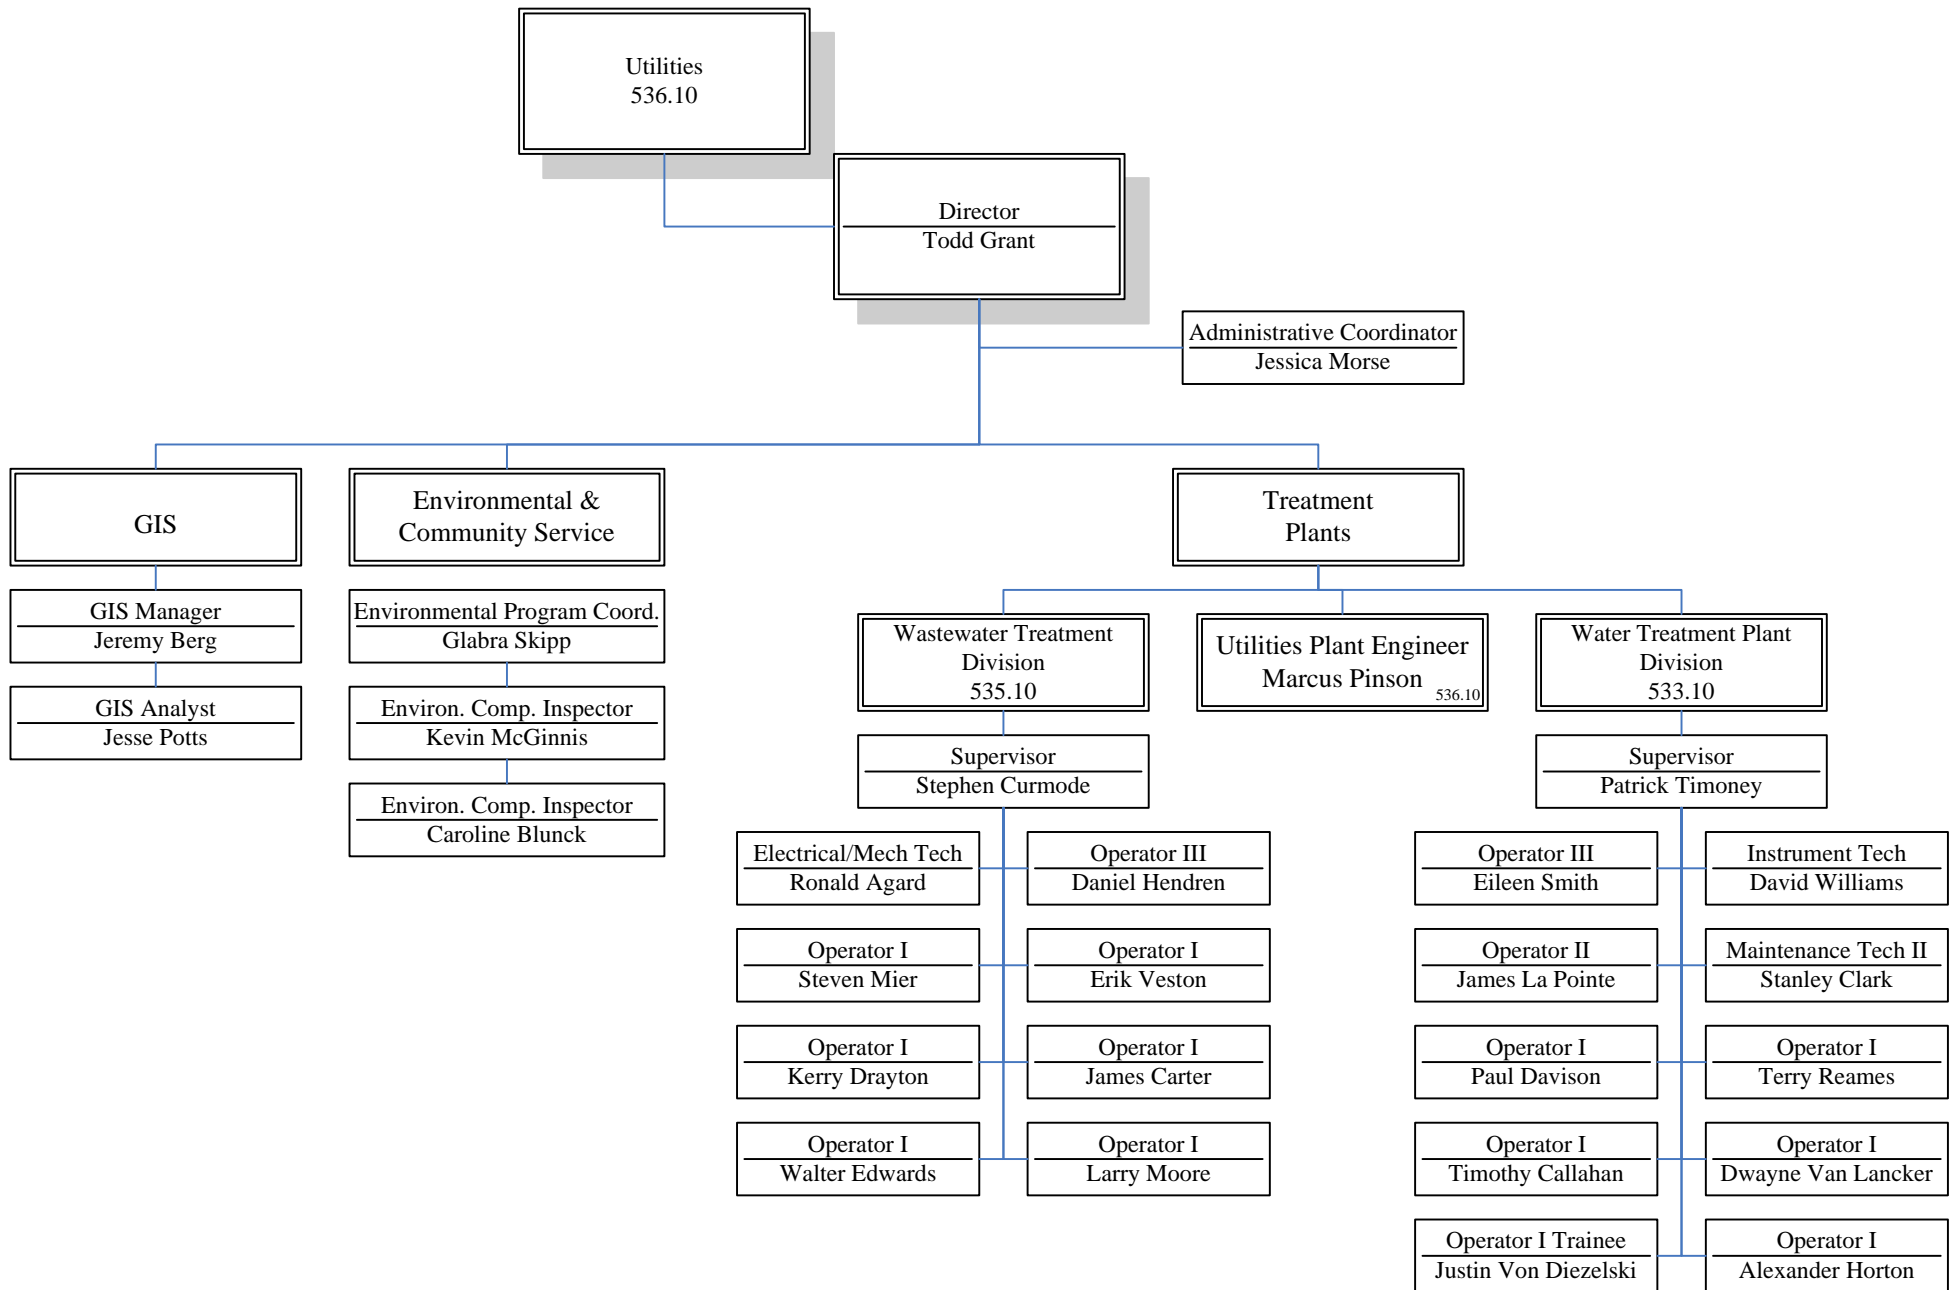 Utilities
536.10
Director
Todd Grant
Administrative Coordinator
Jessica Morse
GIS
Environmental &
Community Service
Treatment
Plants
GIS Manager
Jeremy Berg
GIS Analyst
Jesse Potts
Environmental Program Coord.
Glabra Skipp
Environ. Comp. Inspector
Kevin McGinnis
Environ. Comp. Inspector
Caroline Blunck
Wastewater Treatment
Division
535.10
Utilities Plant Engineer
Marcus Pinson
536.10
Water Treatment Plant
Division
533.10
Supervisor
Stephen Curmode
Electrical/Mech Tech
Ronald Agard
Operator III
Daniel Hendren
Operator I
Steven Mier
Operator I
Erik Veston
Operator I
Kerry Drayton
Operator I
James Carter
Operator I
Walter Edwards
Operator I
Larry Moore
Supervisor
Patrick Timoney
Operator III
Eileen Smith
Instrument Tech
David Williams
Operator II
James La Pointe
Maintenance Tech II
Stanley Clark
Operator I
Paul Davison
Operator I
Terry Reames
Operator I
Timothy Callahan
Operator I
Dwayne Van Lancker
Operator I Trainee
Justin Von Diezelski
Operator I
Alexander Horton